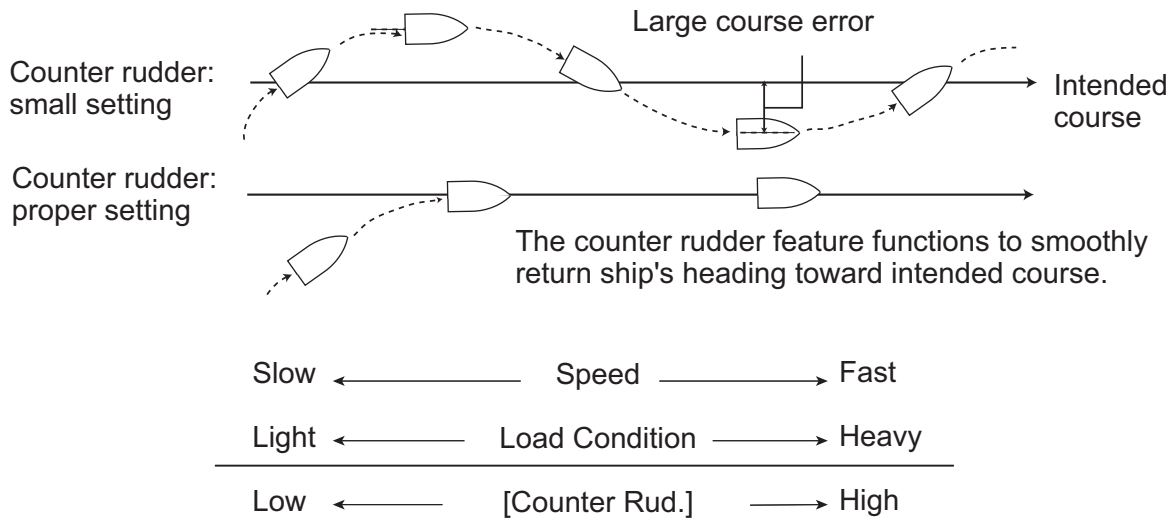 Large course error
Counter rudder:
small setting
Intended
course
Counter rudder:
proper setting
The counter rudder feature functions to smoothly
return ship's heading toward intended course.
Slow Speed Fast
Light Load Condition Heavy
Low [Counter Rud.] High